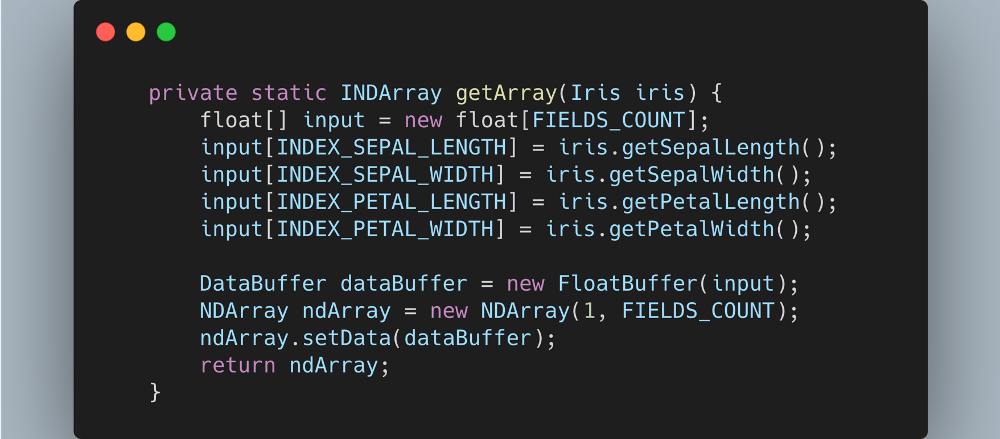 private static INDArray getArray(Iris iris) {
    float[] input = new float[FIELDS_COUNT];
    input[INDEX_SEPAL_LENGTH] = iris.getSepalLength();
    input[INDEX_SEPAL_WIDTH] = iris.getSepalWidth();
    input[INDEX_PETAL_LENGTH] = iris.getPetalLength();
    input[INDEX_PETAL_WIDTH] = iris.getPetalWidth();

    DataBuffer dataBuffer = new FloatBuffer(input);
    NDArray ndArray = new NDArray(1, FIELDS_COUNT);
    ndArray.setData(dataBuffer);
    return ndArray;
}